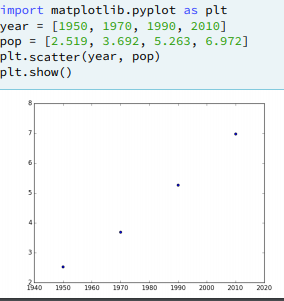 import matplotlib.pyplot as plt
year = [1950, 1970, 1990, 2010]
pop = [2.519, 3.692, 5.263, 6.972]
plt.scatter(year, pop)
plt.show()
8
7
6
5
4
3
2
1940 1950 1960 1970 1980 1990 2000 2010 2020